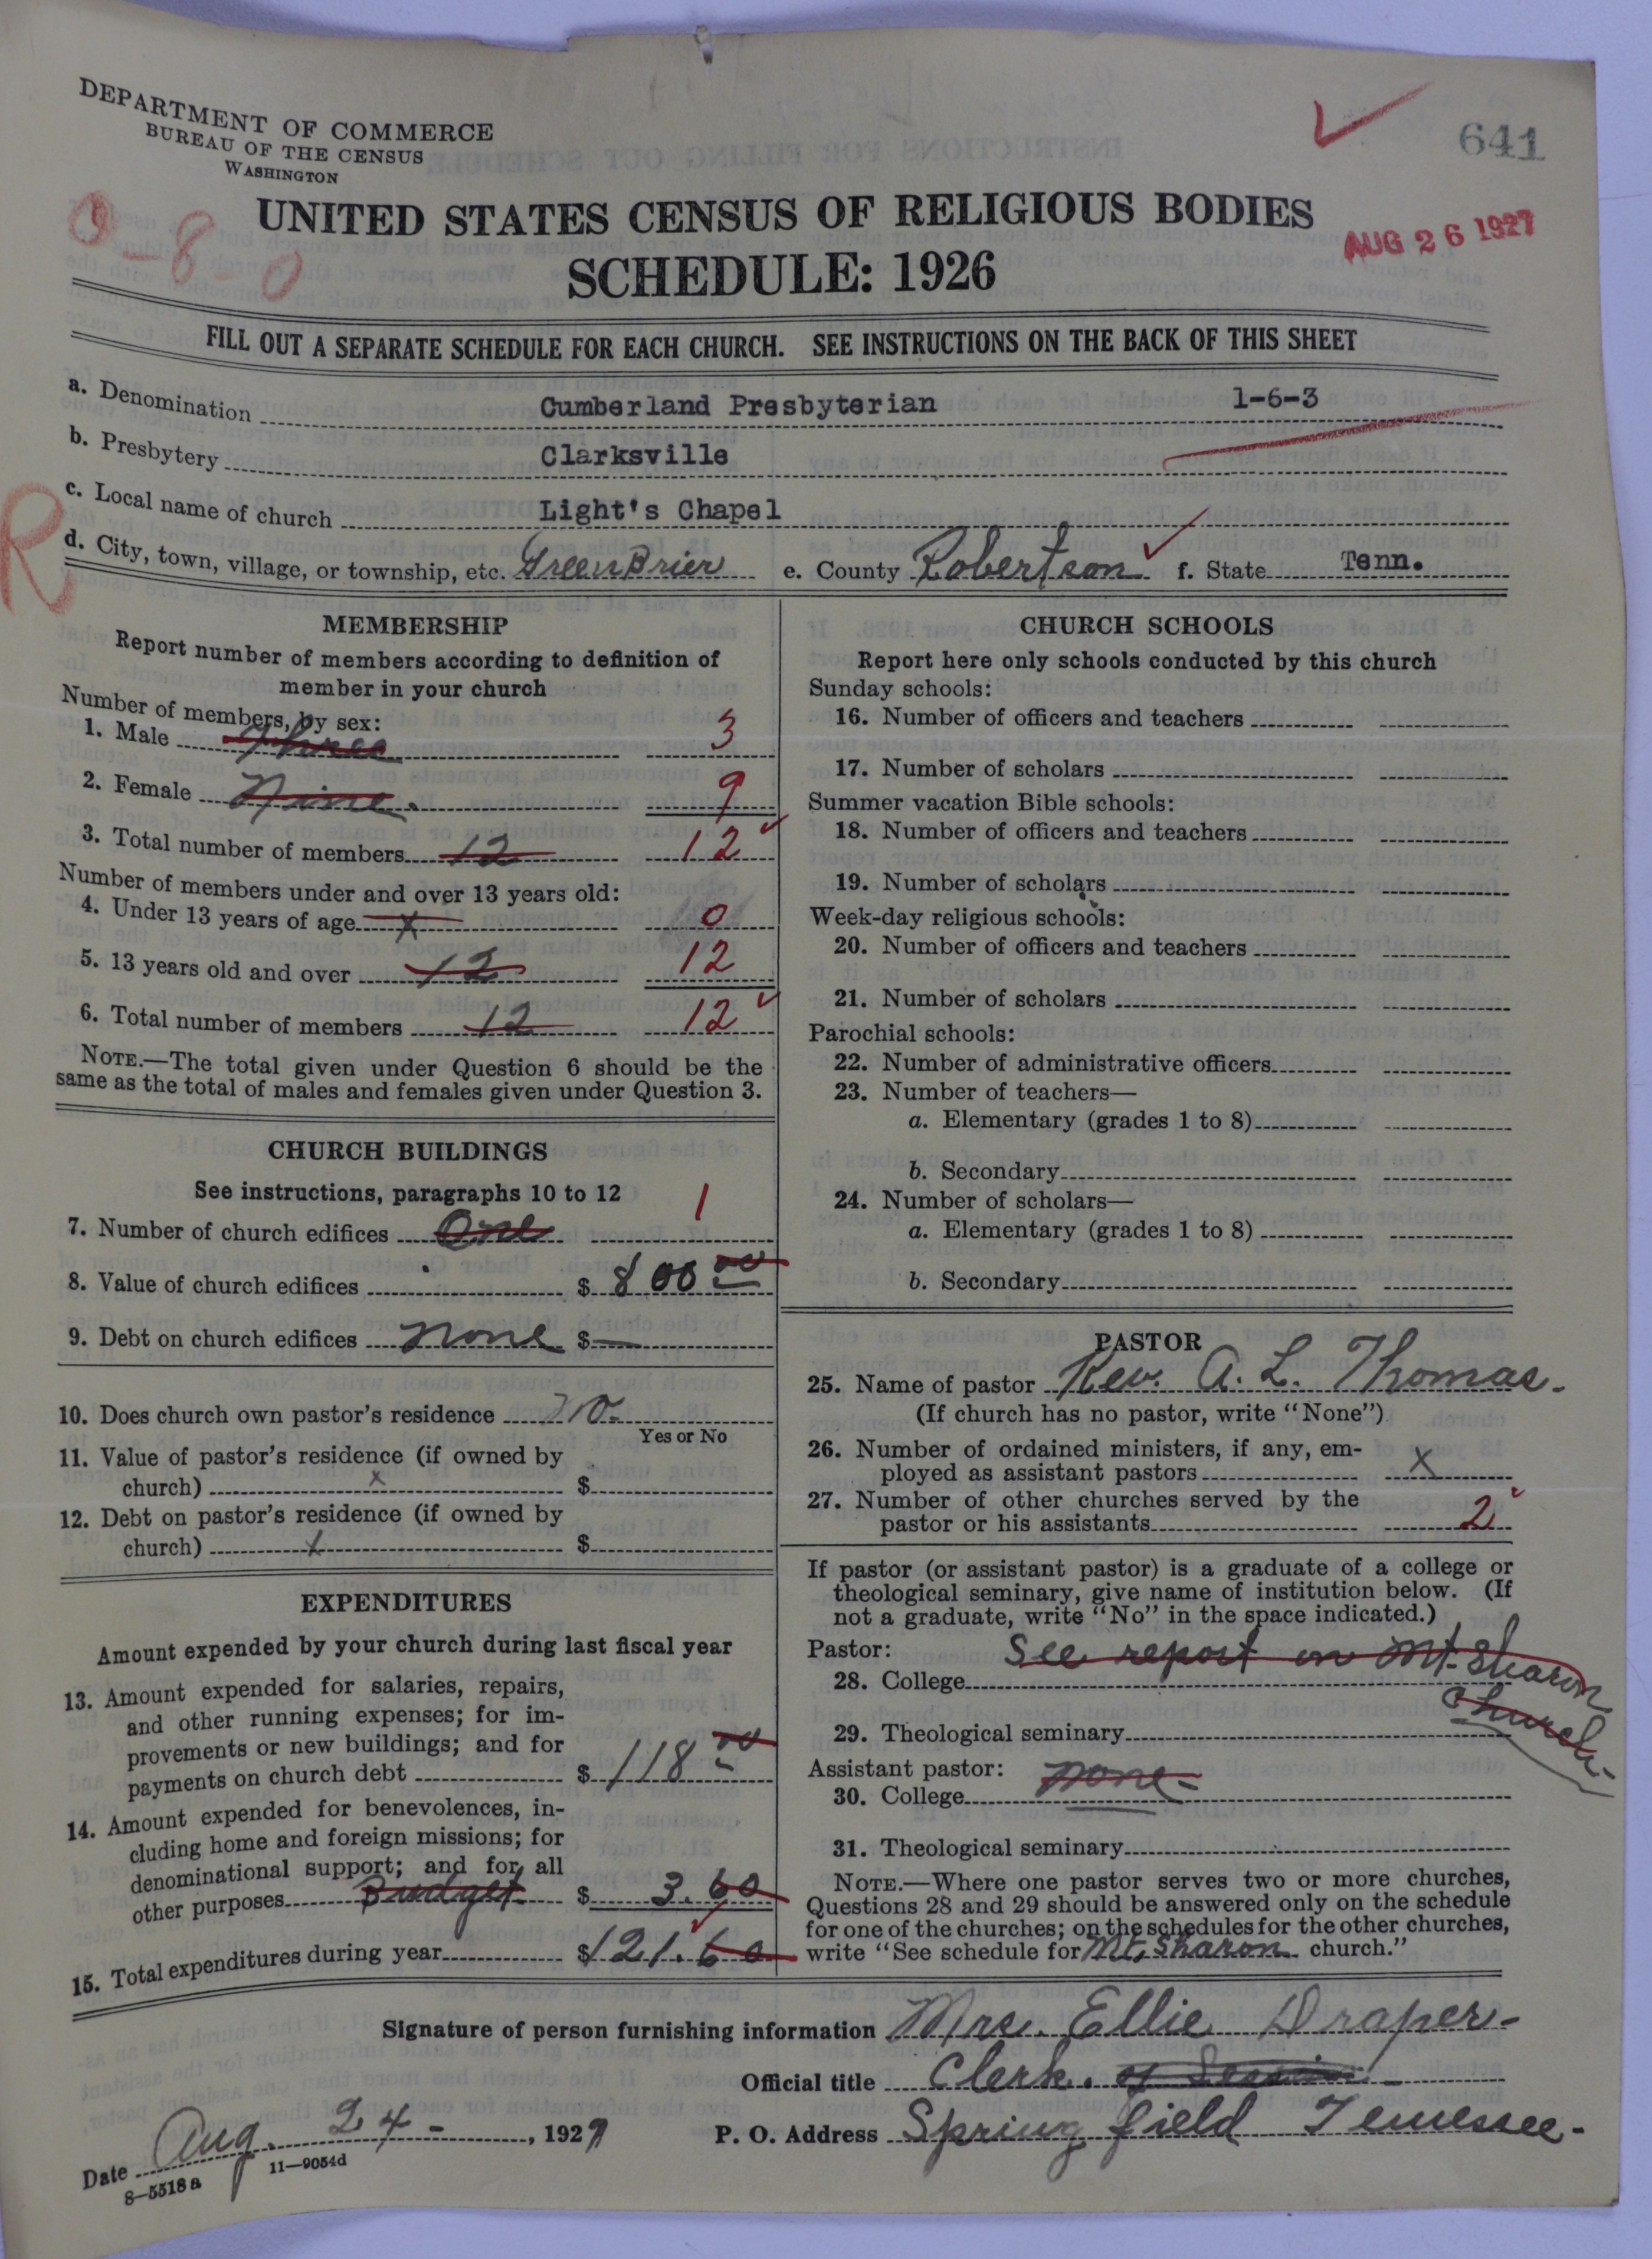 DEPARTMENT OF COMMERCE
BUREAU OF THE CENSUS
WASHINGTON
641
UNITED STATES CENSUS OF RELIGIOUS BODIES
AUG 26 1927
0-8-0
SCHEDULE: 1926
FILL OUT A SEPARATE SCHEDULE FOR EACH CHURCH. SEE INSTRUCTIONS ON THE BACK OF THIS SHEET
a. Denomination Cumberland Presbyterian 1-6-3
b. Presbytery Clarksville
c. Local name of church Light's Chapel
R
d. City, town, village, or township, etc. Green Brier e. County Robertson f. State Tenn.
MEMBERSHIP
Report number of members according to definition of
member in your church
Number of members, by sex:
1. Male Three 3
2. Female Nine. 9
3. Total number of members 12 12
Number of members under and over 13 years old:
4. Under 13 years of age x 0
5. 13 years old and over 12 12
6. Total number of members 12 12
NOTE.—The total given under Question 6 should be the
same as the total of males and females given under Question 3.
CHURCH BUILDINGS
See instructions, paragraphs 10 to 12
7. Number of church edifices One 1
8. Value of church edifices $ 800 00
9. Debt on church edifices None $ —
10. Does church own pastor's residence no.
Yes or No
11. Value of pastor's residence (if owned by
church) x $
12. Debt on pastor's residence (if owned by
church) x $
EXPENDITURES
Amount expended by your church during last fiscal year
13. Amount expended for salaries, repairs,
and other running expenses; for im-
provements or new buildings; and for
payments on church debt $ 118 00
14. Amount expended for benevolences, in-
cluding home and foreign missions; for
denominational support; and for all
other purposes Budget $ 3.60
15. Total expenditures during year $121.60
CHURCH SCHOOLS
Report here only schools conducted by this church
Sunday schools:
16. Number of officers and teachers
17. Number of scholars
Summer vacation Bible schools:
18. Number of officers and teachers
19. Number of scholars
Week-day religious schools:
20. Number of officers and teachers
21. Number of scholars
Parochial schools:
22. Number of administrative officers
23. Number of teachers—
a. Elementary (grades 1 to 8)
b. Secondary
24. Number of scholars—
a. Elementary (grades 1 to 8)
b. Secondary
PASTOR
25. Name of pastor Rev. A. L. Thomas.
(If church has no pastor, write "None")
26. Number of ordained ministers, if any, em-
ployed as assistant pastors x
27. Number of other churches served by the
pastor or his assistants 2
If pastor (or assistant pastor) is a graduate of a college or
theological seminary, give name of institution below. (If
not a graduate, write "No" in the space indicated.)
Pastor: See report on Mt. Sharon
Church.
28. College
29. Theological seminary
Assistant pastor: None-
30. College
31. Theological seminary
NOTE.—Where one pastor serves two or more churches,
Questions 28 and 29 should be answered only on the schedule
for one of the churches; on the schedules for the other churches,
write "See schedule for Mt. Sharon church."
Signature of person furnishing information Mrs. Ellie Draper-
Official title Clerk. of Session -
Date Aug. 24-, 1927 P. O. Address Spring field Tennessee-
8-5518a 11—9054d